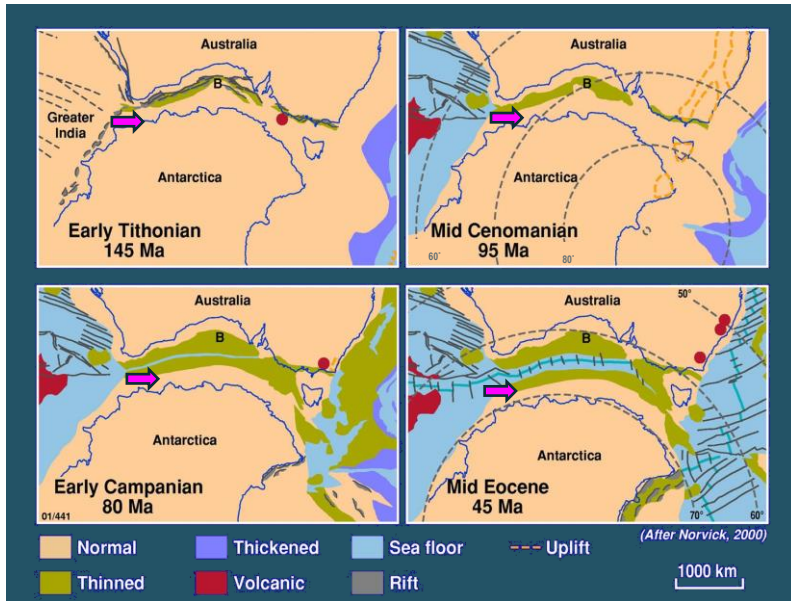 Australia
B
Greater
India
Antarctica
Early Tithonian
145 Ma
Australia
B
Antarctica
Mid Cenomanian
95 Ma
60°
80°
Australia
B
Antarctica
Early Campanian
80 Ma
01/441
Australia
50°
B
Antarctica
Mid Eocene
45 Ma
70°
60°
(After Norvick, 2000)
Normal
Thickened
Sea floor
Uplift
Thinned
Volcanic
Rift
1000 km